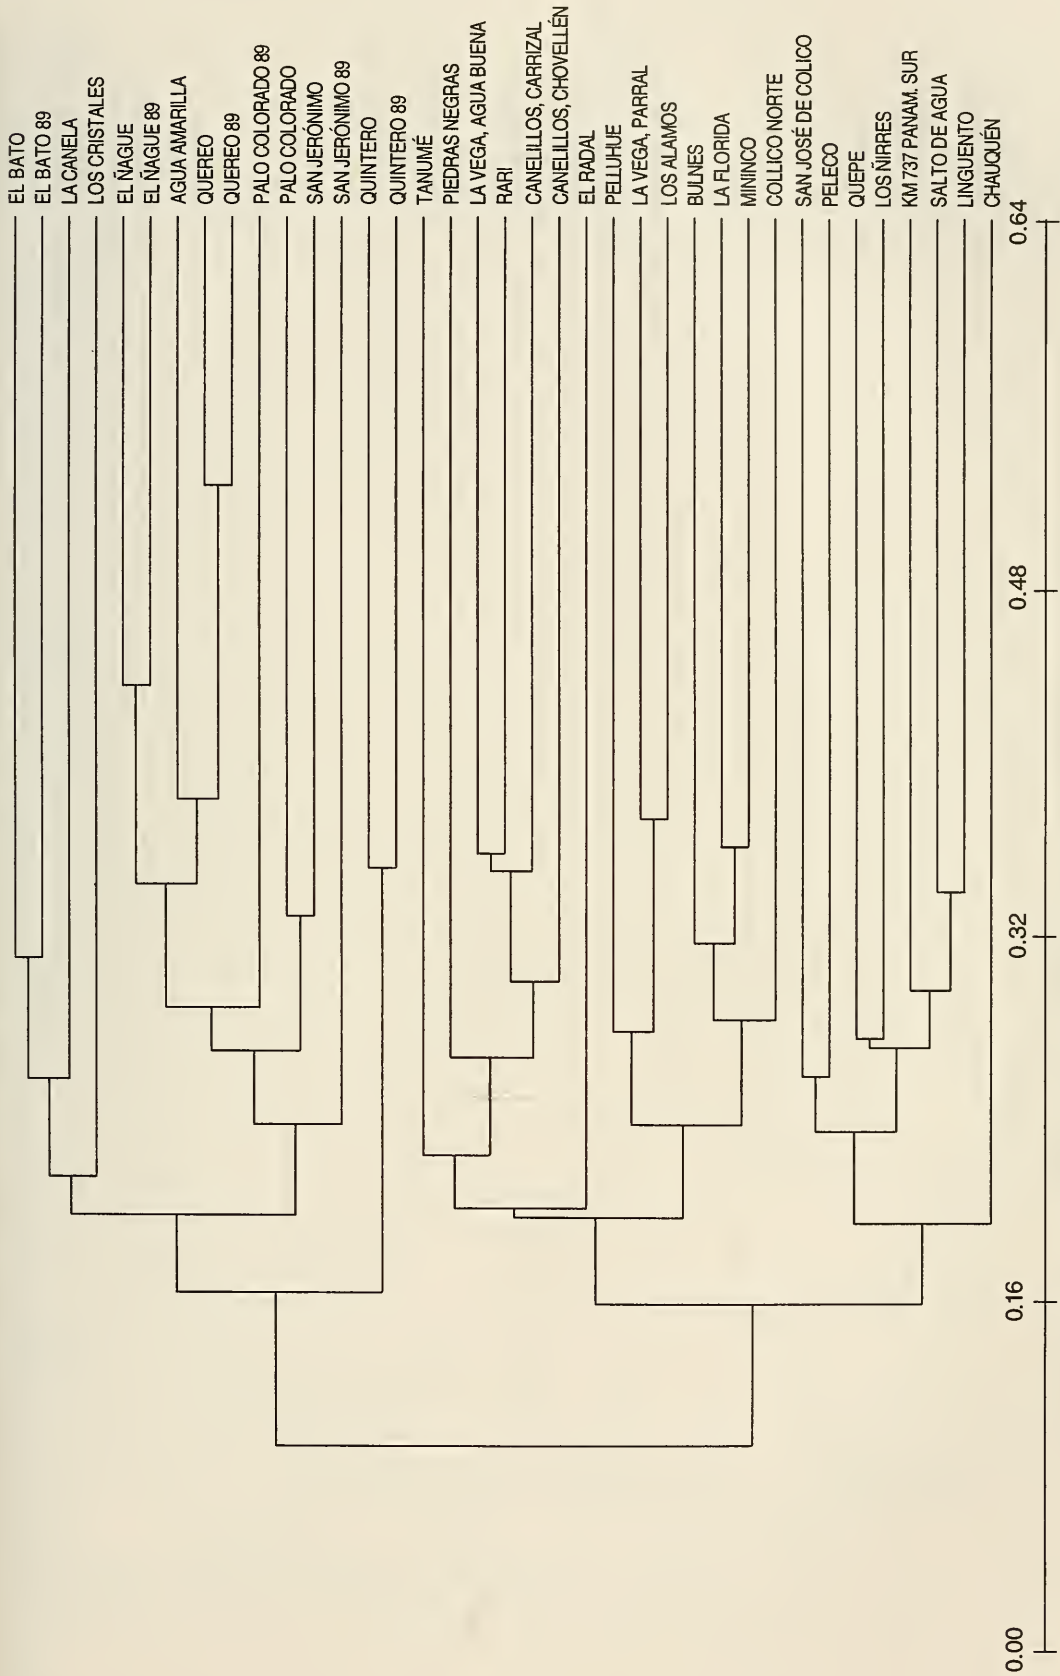 EL BATO
EL BATO 89
LA CANELA
LOS CRISTALES
EL ÑAGUE
EL ÑAGUE 89
AGUA AMARILLA
QUEREO
QUEREO 89
PALO COLORADO 89
PALO COLORADO
SAN JERÓNIMO
SAN JERÓNIMO 89
QUINTERO
QUINTERO 89
TANUMÉ
PIEDRAS NEGRAS
LA VEGA, AGUA BUENA
RARI
CANELILLOS, CARRIZAL
CANELILLOS, CHOVELLÉN
EL RADAL
PELLUHUE
LA VEGA, PARRAL
LOS ALAMOS
BULNES
LA FLORIDA
MININCO
COLLICO NORTE
SAN JOSÉ DE COLICO
PELECO
QUEPE
LOS ÑIRRES
KM 737 PANAM. SUR
SALTO DE AGUA
LINGUENTO
CHAUQUÉN
0.00
0.16
0.32
0.48
0.64